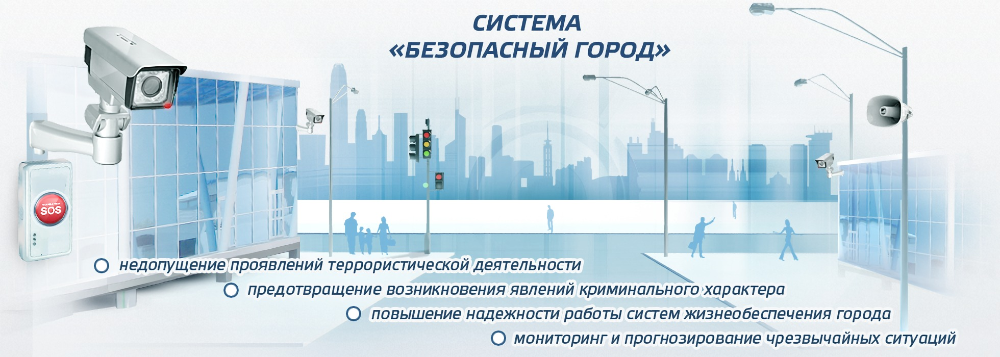 СИСТЕМА
«БЕЗОПАСНЫЙ ГОРОД»
SOS
недопущение проявлений террористической деятельности
предотвращение возникновения явлений криминального характера
повышение надежности работы систем жизнеобеспечения города
мониторинг и прогнозирование чрезвычайных ситуаций